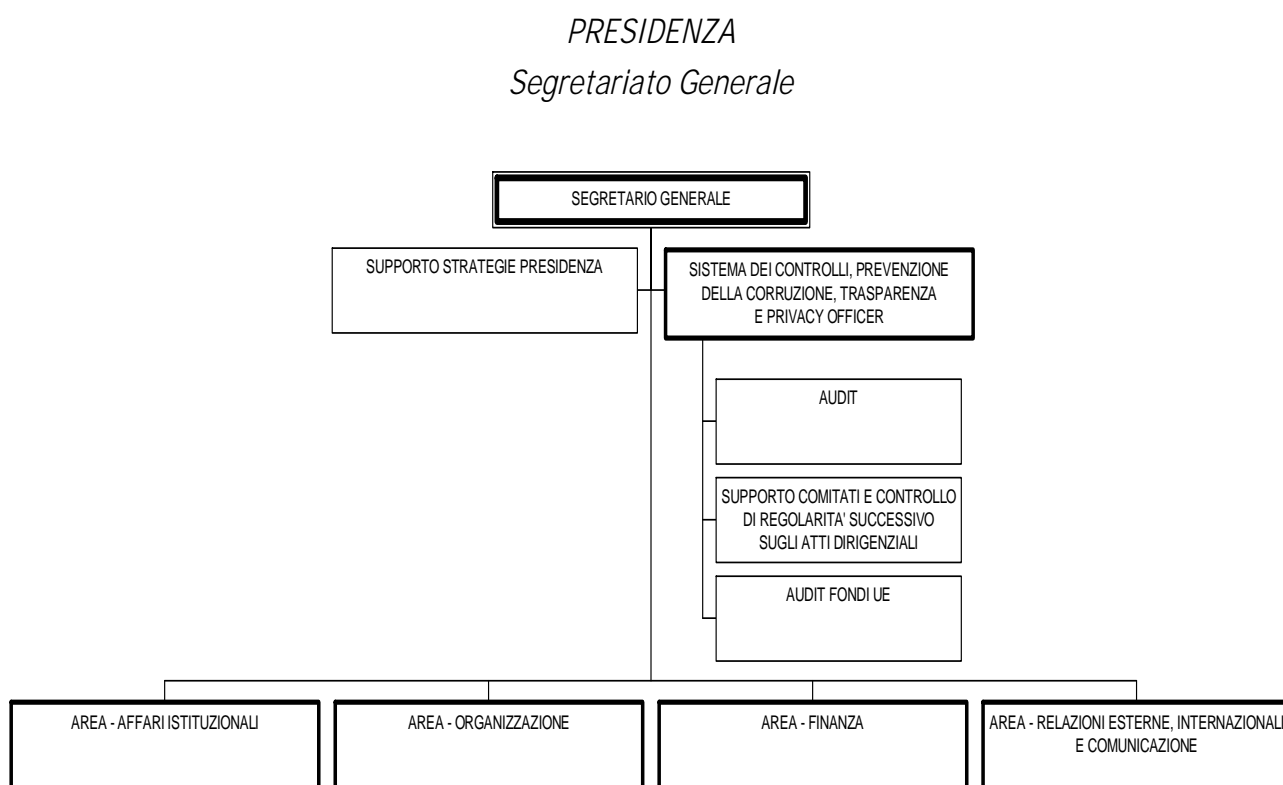 PRESIDENZA
Segretariato Generale
SEGRETARIO GENERALE
SUPPORTO STRATEGIE PRESIDENZA
SISTEMA DEI CONTROLLI, PREVENZIONE
DELLA CORRUZIONE, TRASPARENZA
E PRIVACY OFFICER
AUDIT
SUPPORTO COMITATI E CONTROLLO
DI REGOLARITA' SUCCESSIVO
SUGLI ATTI DIRIGENZIALI
AUDIT FONDI UE
AREA - AFFARI ISTITUZIONALI
AREA - ORGANIZZAZIONE
AREA - FINANZA
AREA - RELAZIONI ESTERNE, INTERNAZIONALI
E COMUNICAZIONE